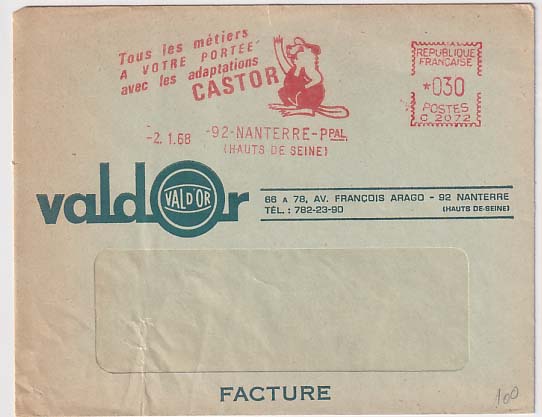 Tous les métiers
A VOTRE PORTÉE
avec les adaptations
CASTOR
RÉPUBLIQUE
FRANÇAISE
*030
POSTES
C 2072
-2. 1.68
-92-NANTERRE-PPAL
(HAUTS DE SEINE)
valdOr
VAL D'OR
66 A 78, AV. FRANÇOIS ARAGO - 92 NANTERRE
TÉL. : 782-23-90
(HAUTS-DE-SEINE)
FACTURE
100